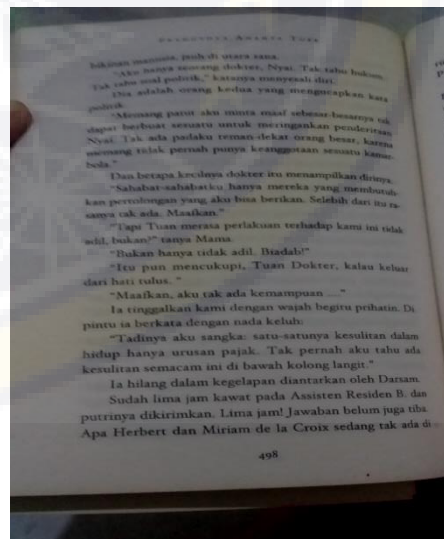 PRAMOEDYA ANANTA TOER
bikinan manusia, jauh di utara sana.
"Aku hanya seorang dokter, Nyai. Tak tahu hukum.
Tak tahu soal politik," katanya menyesali diri.
Dia adalah orang kedua yang mengucapkan kata
politik.
"Memang patut aku minta maaf sebesar-besarnya tak
dapat berbuat sesuatu untuk meringankan penderitaan
Nyai. Tak ada padaku teman-dekat orang besar, karena
memang tidak pernah punya keanggotaan sesuatu kamar
bola."
Dan betapa kecilnya dokter itu menampilkan dirinya.
"Sahabat-sahabatku hanya mereka yang membutuh-
kan pertolongan yang aku bisa berikan. Selebih dari itu ra-
sanya tak ada. Maafkan."
"Tapi Tuan merasa perlakuan terhadap kami ini tidak
adil, bukan?" tanya Mama.
"Bukan hanya tidak adil. Biadab!"
"Itu pun mencukupi, Tuan Dokter, kalau keluar
dari hati tulus. "
"Maafkan, aku tak ada kemampuan ...."
Ia tinggalkan kami dengan wajah begitu prihatin. Di
pintu ia berkata dengan nada keluh:
"Tadinya aku sangka: satu-satunya kesulitan dalam
hidup hanya urusan pajak. Tak pernah aku tahu ada
kesulitan semacam ini di bawah kolong langit."
Ia hilang dalam kegelapan diantarkan oleh Darsam.
Sudah lima jam kawat pada Assisten Residen B. dan
putrinya dikirimkan. Lima jam! Jawaban belum juga tiba.
Apa Herbert dan Miriam de la Croix sedang tak ada di
498